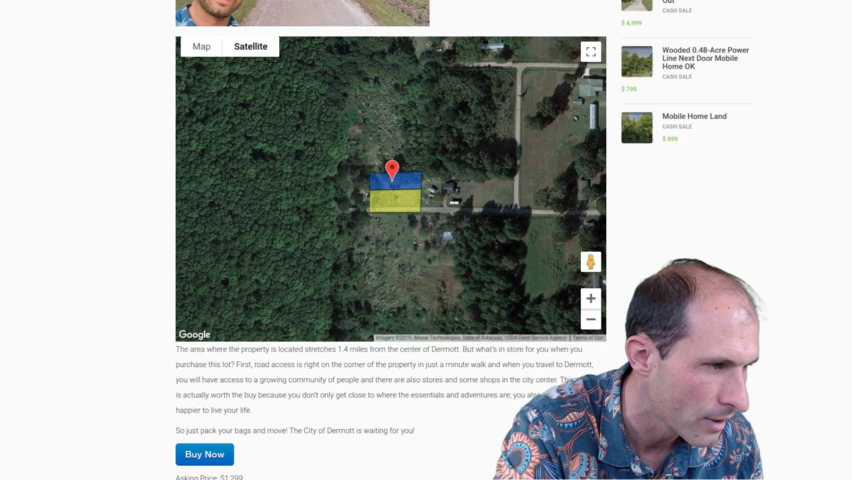 Out
CASH SALE
$ 4,999
Map Satellite
Wooded 0.48-Acre Power
Line Next Door Mobile
Home OK
CASH SALE
$ 799
Mobile Home Land
CASH SALE
$ 999
Google
Imagery ©2019, Maxar Technologies, State of Arkansas, USDA Farm Service Agency Terms of Use
The area where the property is located stretches 1.4 miles from the center of Dermott. But what's in store for you when you
purchase this lot? First, road access is right on the corner of the property in just a minute walk and when you travel to Dermott,
you will have access to a growing community of people and there are also stores and some shops in the city center.
is actually worth the buy because you don't only get close to where the essentials and adventures are; you
happier to live your life.
So just pack your bags and move! The City of Dermott is waiting for you!
Buy Now
Asking Price: $1,299